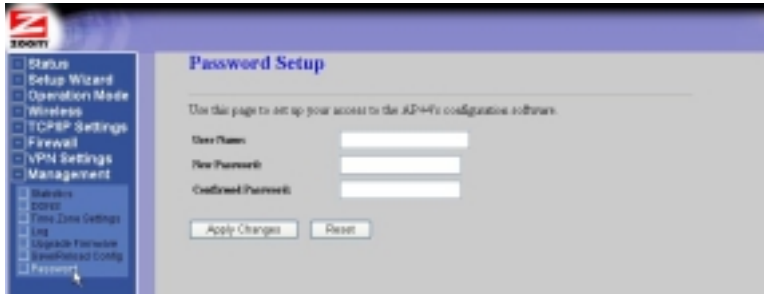 ZOOM
Status
Setup Wizard
Operation Mode
Wireless
TCP/IP Settings
Firewall
VPN Settings
Management
Statistics
DDNS
Time Zone Settings
Log
Upgrade Firmware
Save/Reload Config
Password
Password Setup
Use this page to set up your access to the AP44's configuration software.
User Name:
New Password:
Confirmed Password:
Apply Changes
Reset